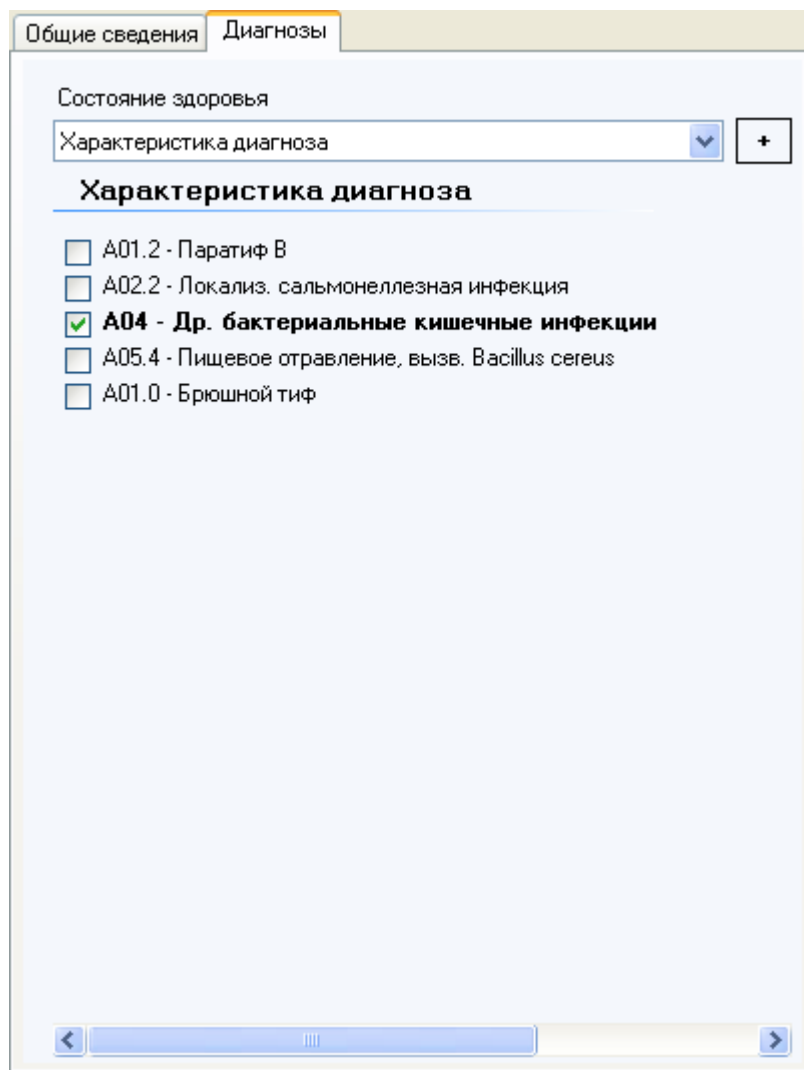 Общие сведения
Диагнозы
Состояние здоровья
Характеристика диагноза
+
Характеристика диагноза
A01.2 - Паратиф B
A02.2 - Локализ. сальмонеллезная инфекция
A04 - Др. бактериальные кишечные инфекции
A05.4 - Пищевое отравление, вызв. Bacillus cereus
A01.0 - Брюшной тиф